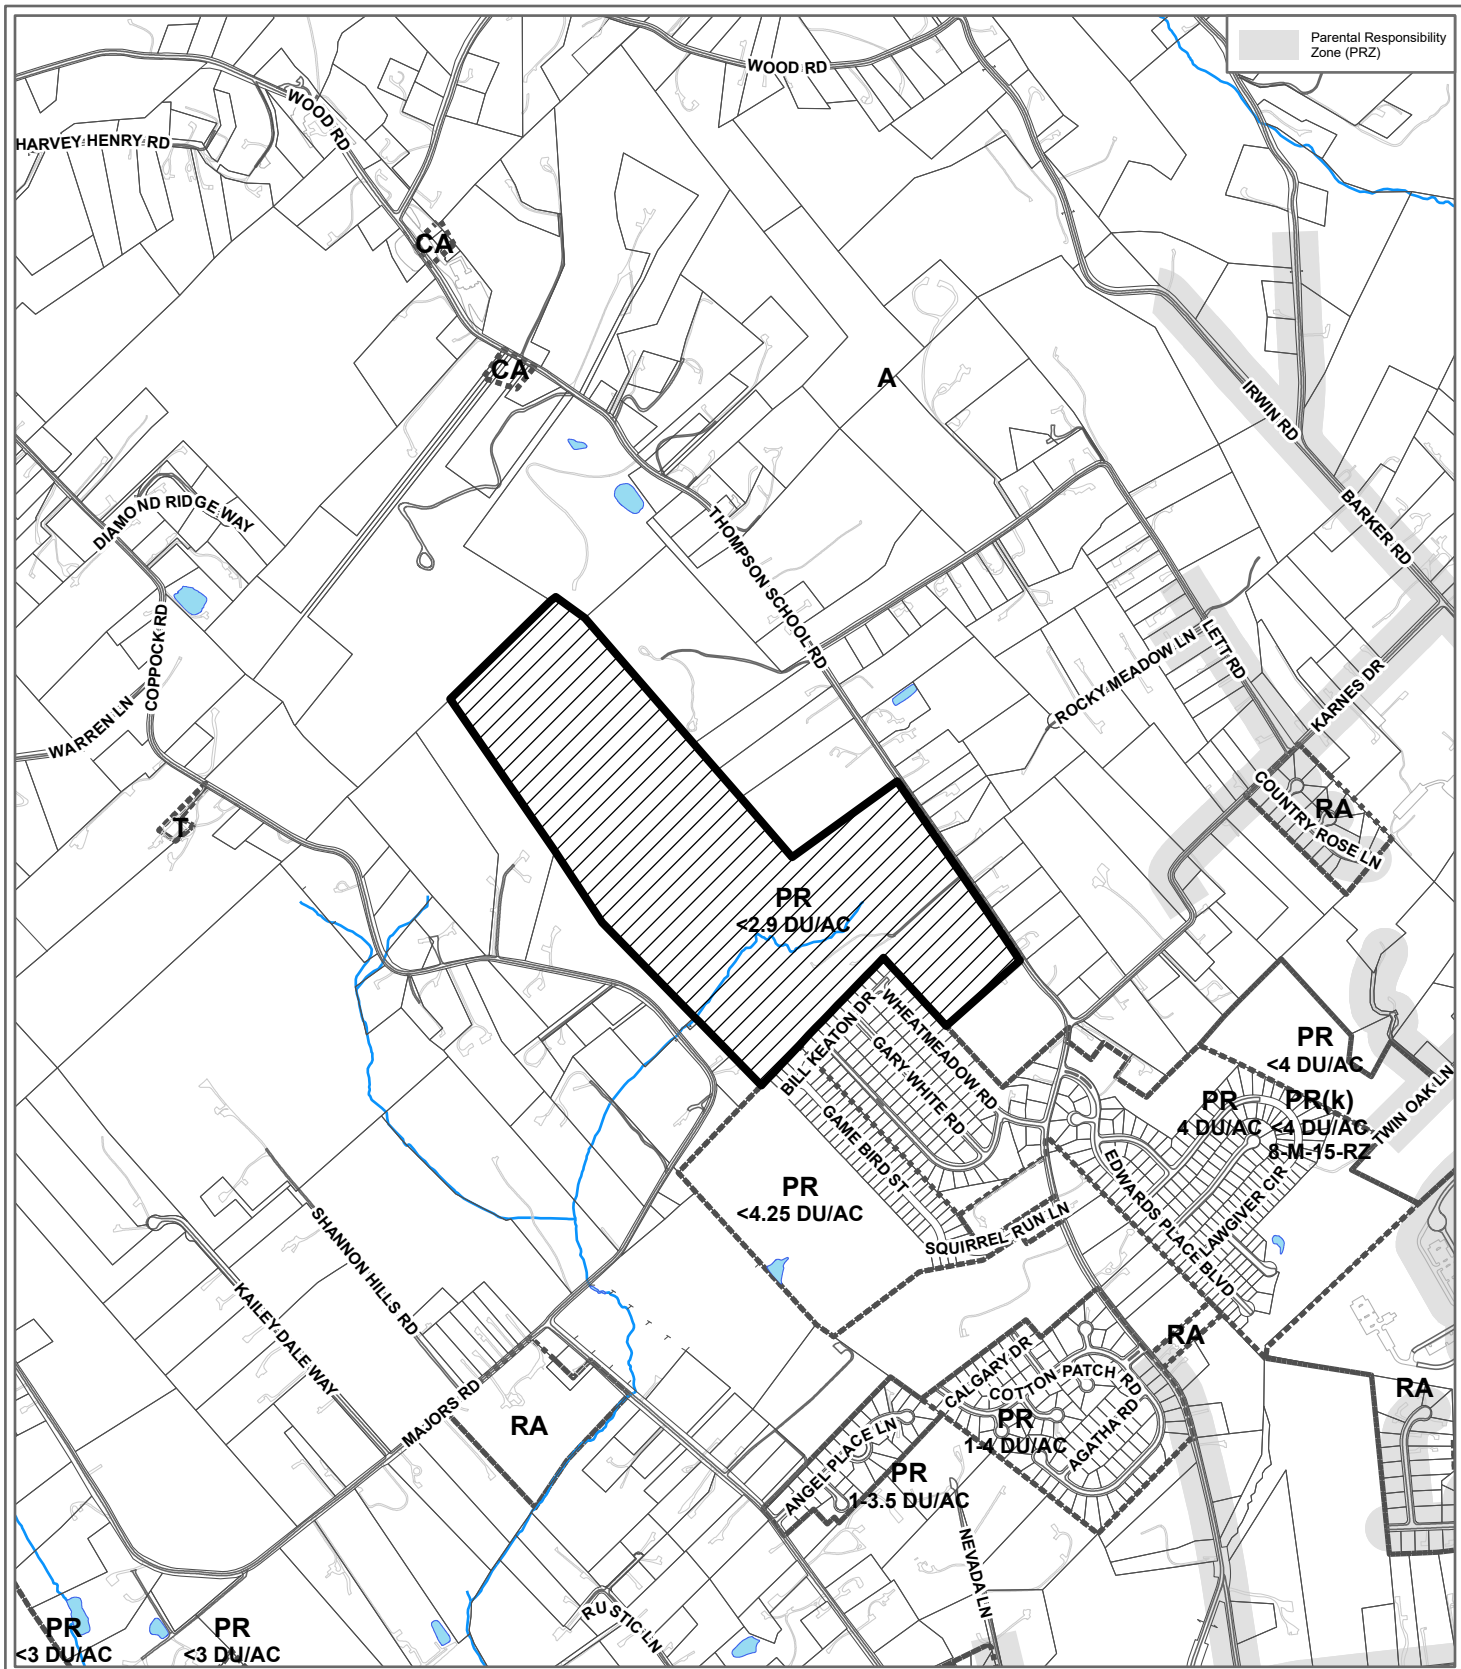 Parental Responsibility
Zone (PRZ)
WOOD RD
WOOD RD
HARVEY HENRY RD
CA
CA
A
IRWIN RD
BARKER RD
DIAMOND RIDGE WAY
THOMPSON SCHOOL RD
COPPOCK RD
WARREN LN
LETT RD
ROCKY MEADOW LN
KARNES DR
COUNTRY ROSE LN
RA
T
PR
<2.9 DU/AC
BILL KEATON DR
WHEATMEADOW RD
GARY WHITE RD
GAME BIRD ST
PR
<4 DU/AC
PR
4 DU/AC
PR(k)
<4 DU/AC
8-M-15-RZ
TWIN OAK LN
EDWARDS PLACE BLVD
LAWGIVER CIR
PR
<4.25 DU/AC
SQUIRREL RUN LN
SHANNON HILLS RD
KAILEY DALE WAY
MAJORS RD
RA
RA
RA
CALGARY DR
COTTON PATCH RD
PR
1-4 DU/AC
AGATHA RD
ANGEL PLACE LN
PR
1-3.5 DU/AC
NEVADA LN
RUSTIC LN
PR
<3 DU/AC
PR
<3 DU/AC